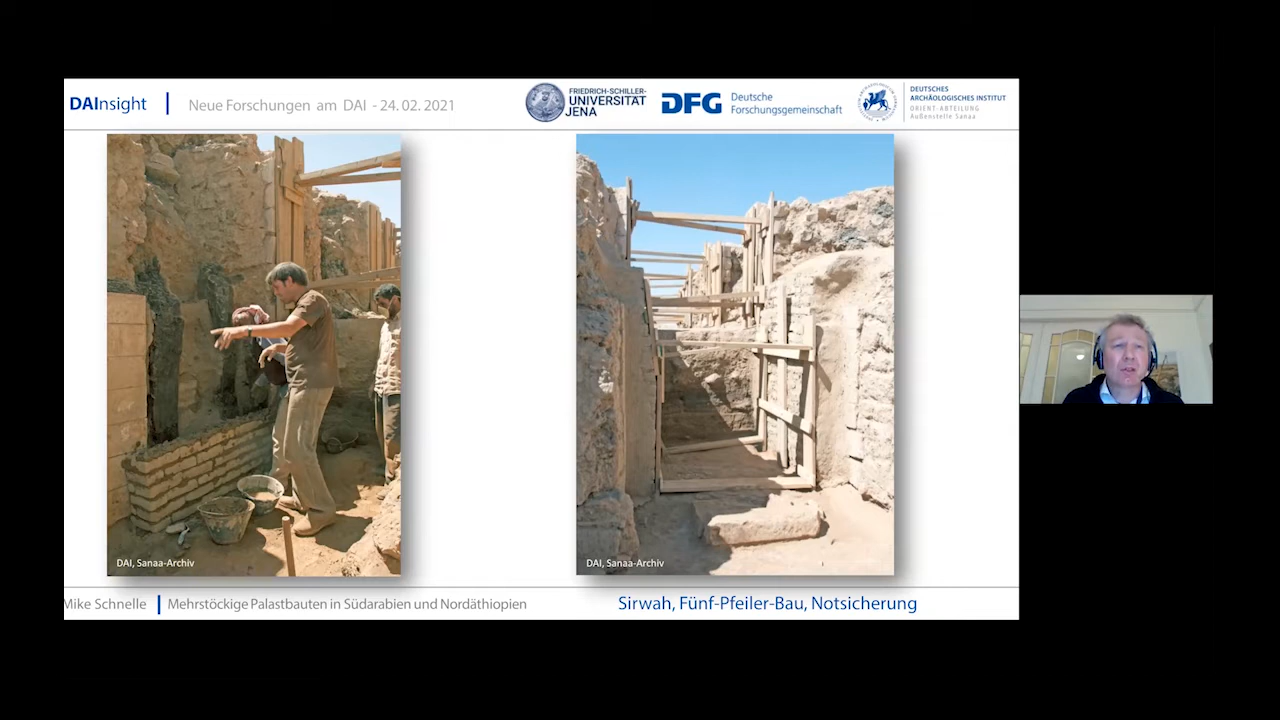 DAInsight
Neue Forschungen am DAI - 24.02.2021
FRIEDRICH-SCHILLER-
UNIVERSITÄT
JENA
DFG
Deutsche
Forschungsgemeinschaft
DEUTSCHES
ARCHÄOLOGISCHES INSTITUT
ORIENT-ABTEILUNG
Außenstelle Sanaa
DAI, Sanaa-Archiv
DAI, Sanaa-Archiv
Mike Schnelle
Mehrstöckige Palastbauten in Südarabien und Nordäthiopien
Sirwah, Fünf-Pfeiler-Bau, Notsicherung